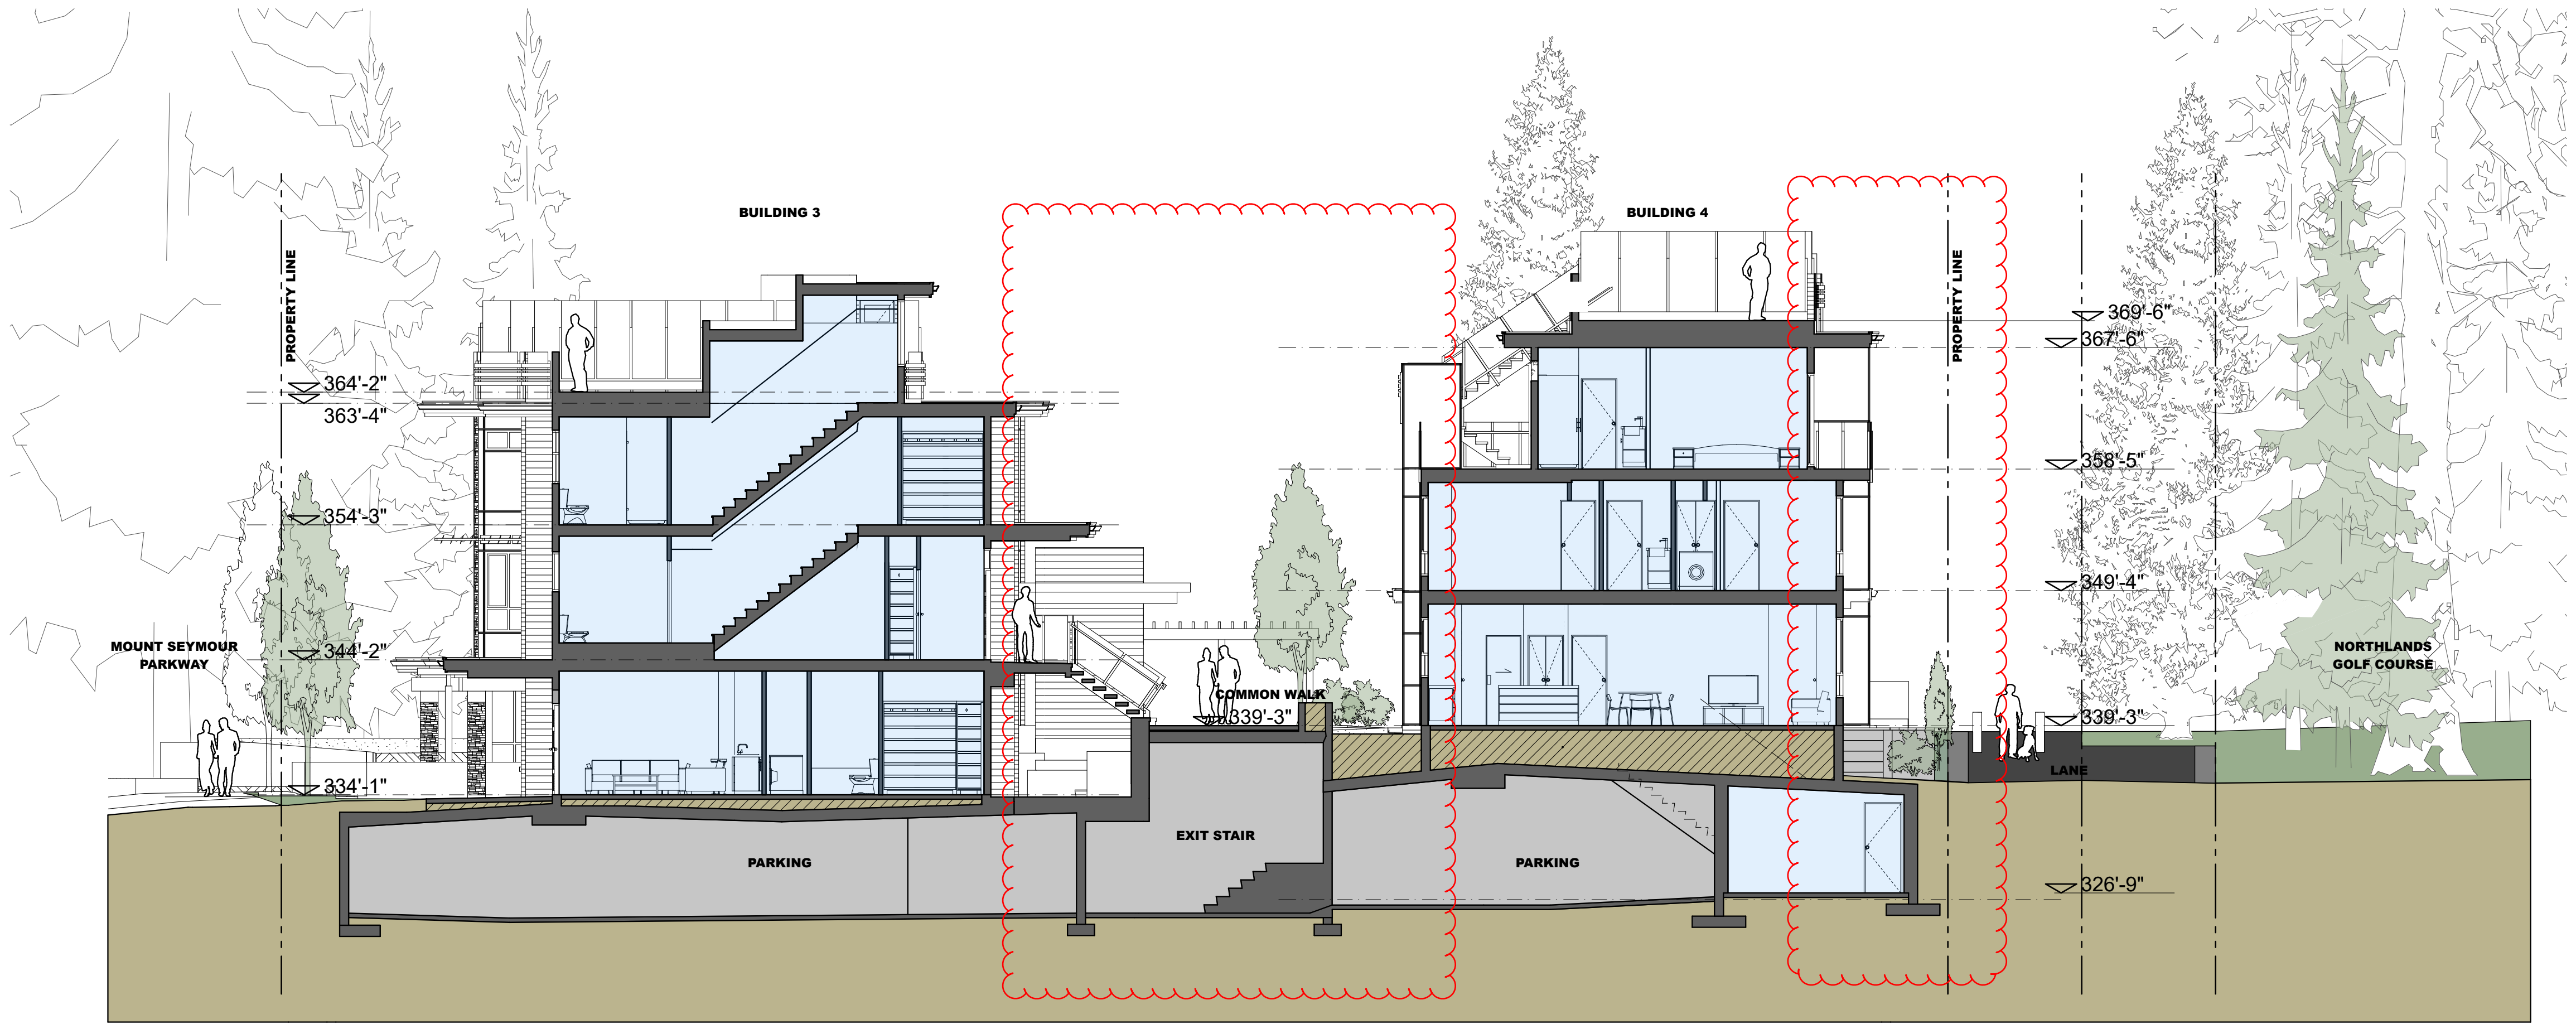 BUILDING 3
BUILDING 4
PROPERTY LINE
PROPERTY LINE
369'-6"
367'-6"
364'-2"
363'-4"
358'-5"
354'-3"
349'-4"
MOUNT SEYMOUR
PARKWAY
344'-2"
NORTHLANDS
GOLF COURSE
COMMON WALK
339'-3"
339'-3"
LANE
334'-1"
EXIT STAIR
PARKING
PARKING
326'-9"